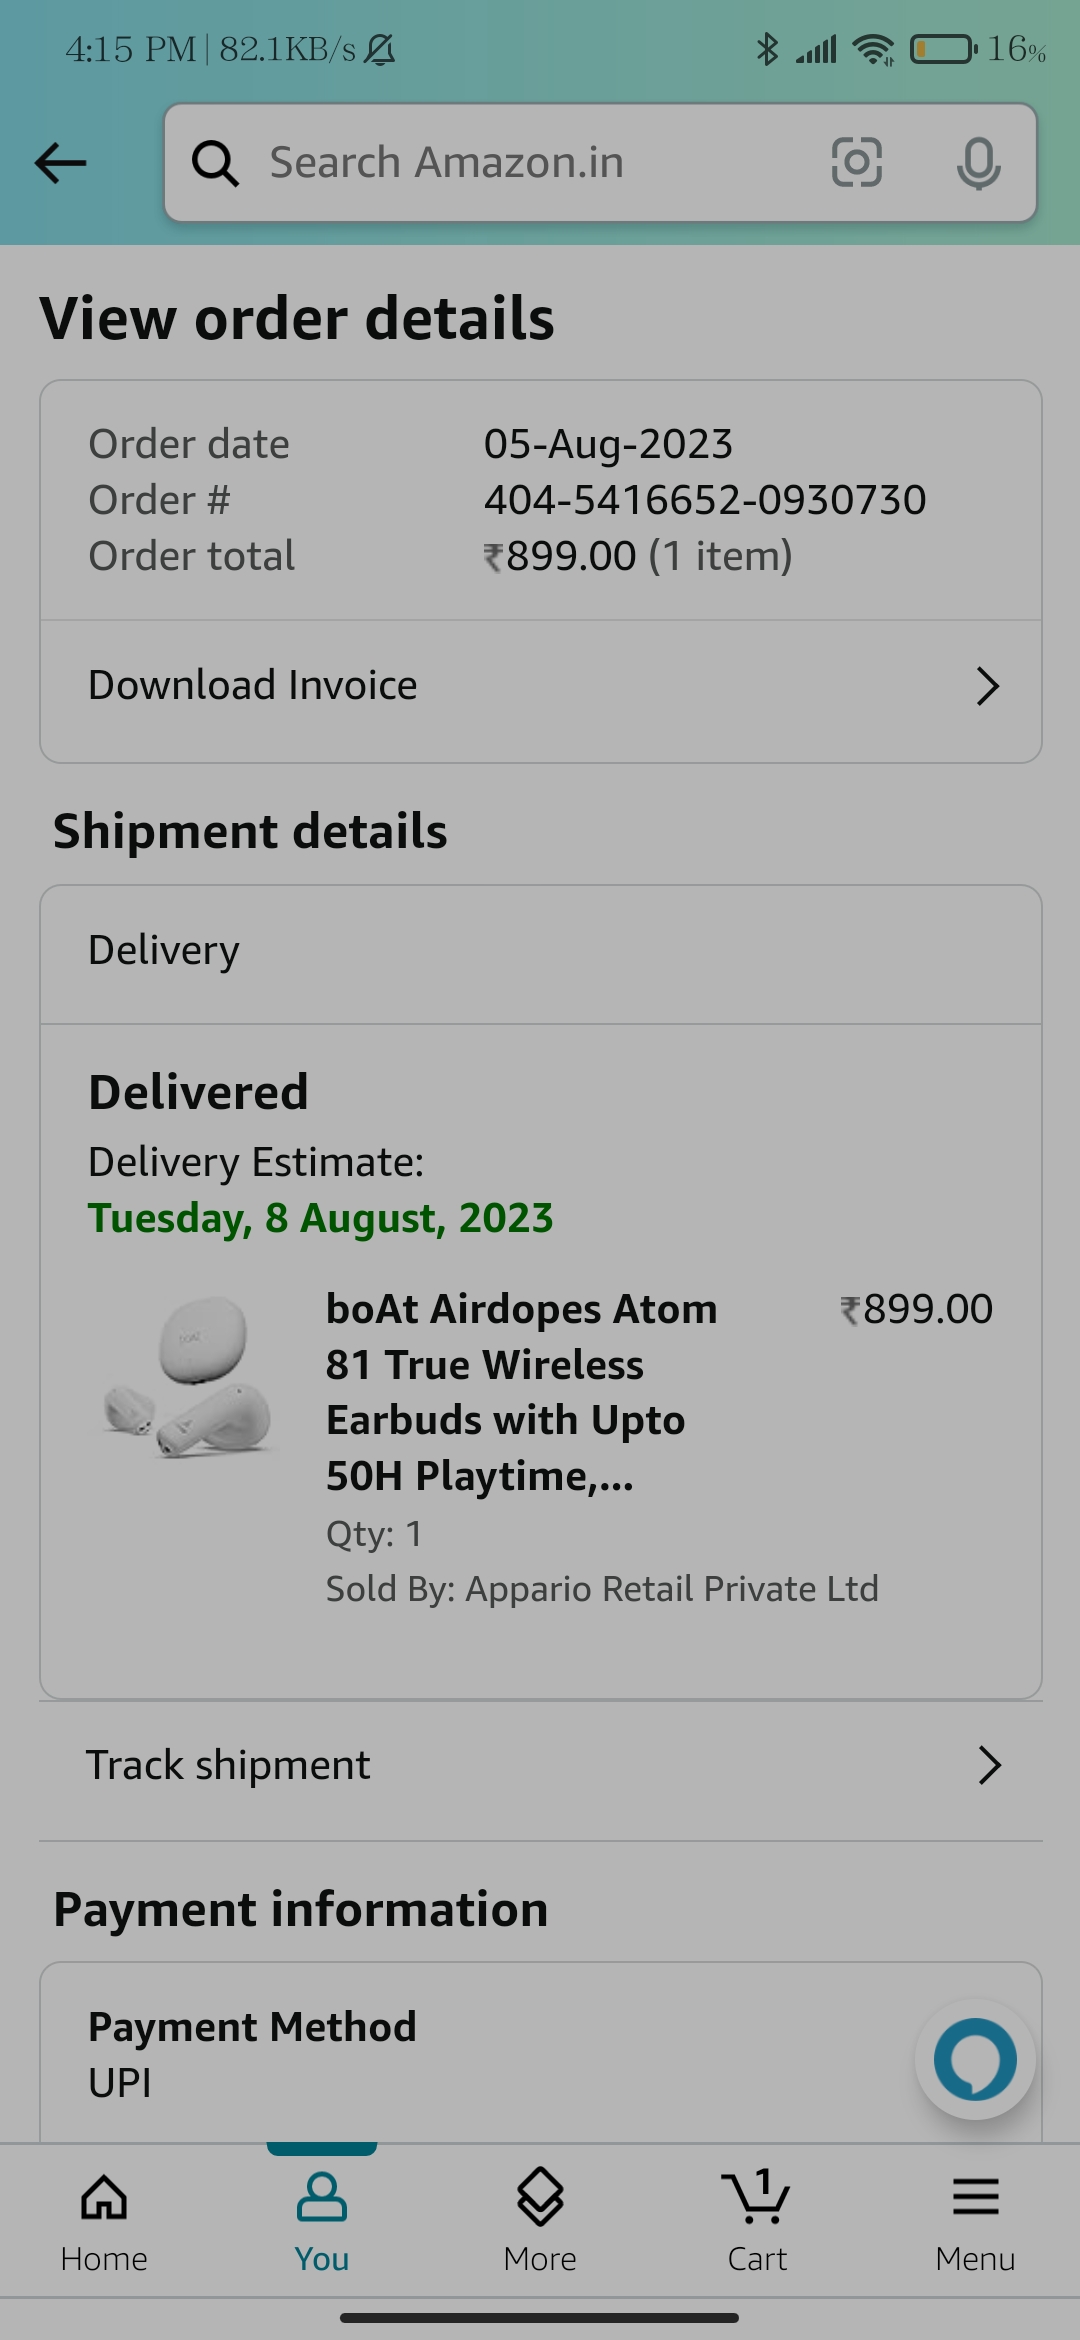 4:15 PM | 82.1KB/s 16%
Search Amazon.in
View order details
Order date 05-Aug-2023
Order # 404-5416652-0930730
Order total ₹899.00 (1 item)
Download Invoice
Shipment details
Delivery
Delivered
Delivery Estimate:
Tuesday, 8 August, 2023
boAt Airdopes Atom ₹899.00
81 True Wireless
Earbuds with Upto
50H Playtime,...
Qty: 1
Sold By: Appario Retail Private Ltd
Track shipment
Payment information
Payment Method
UPI
1
Home You More Cart Menu